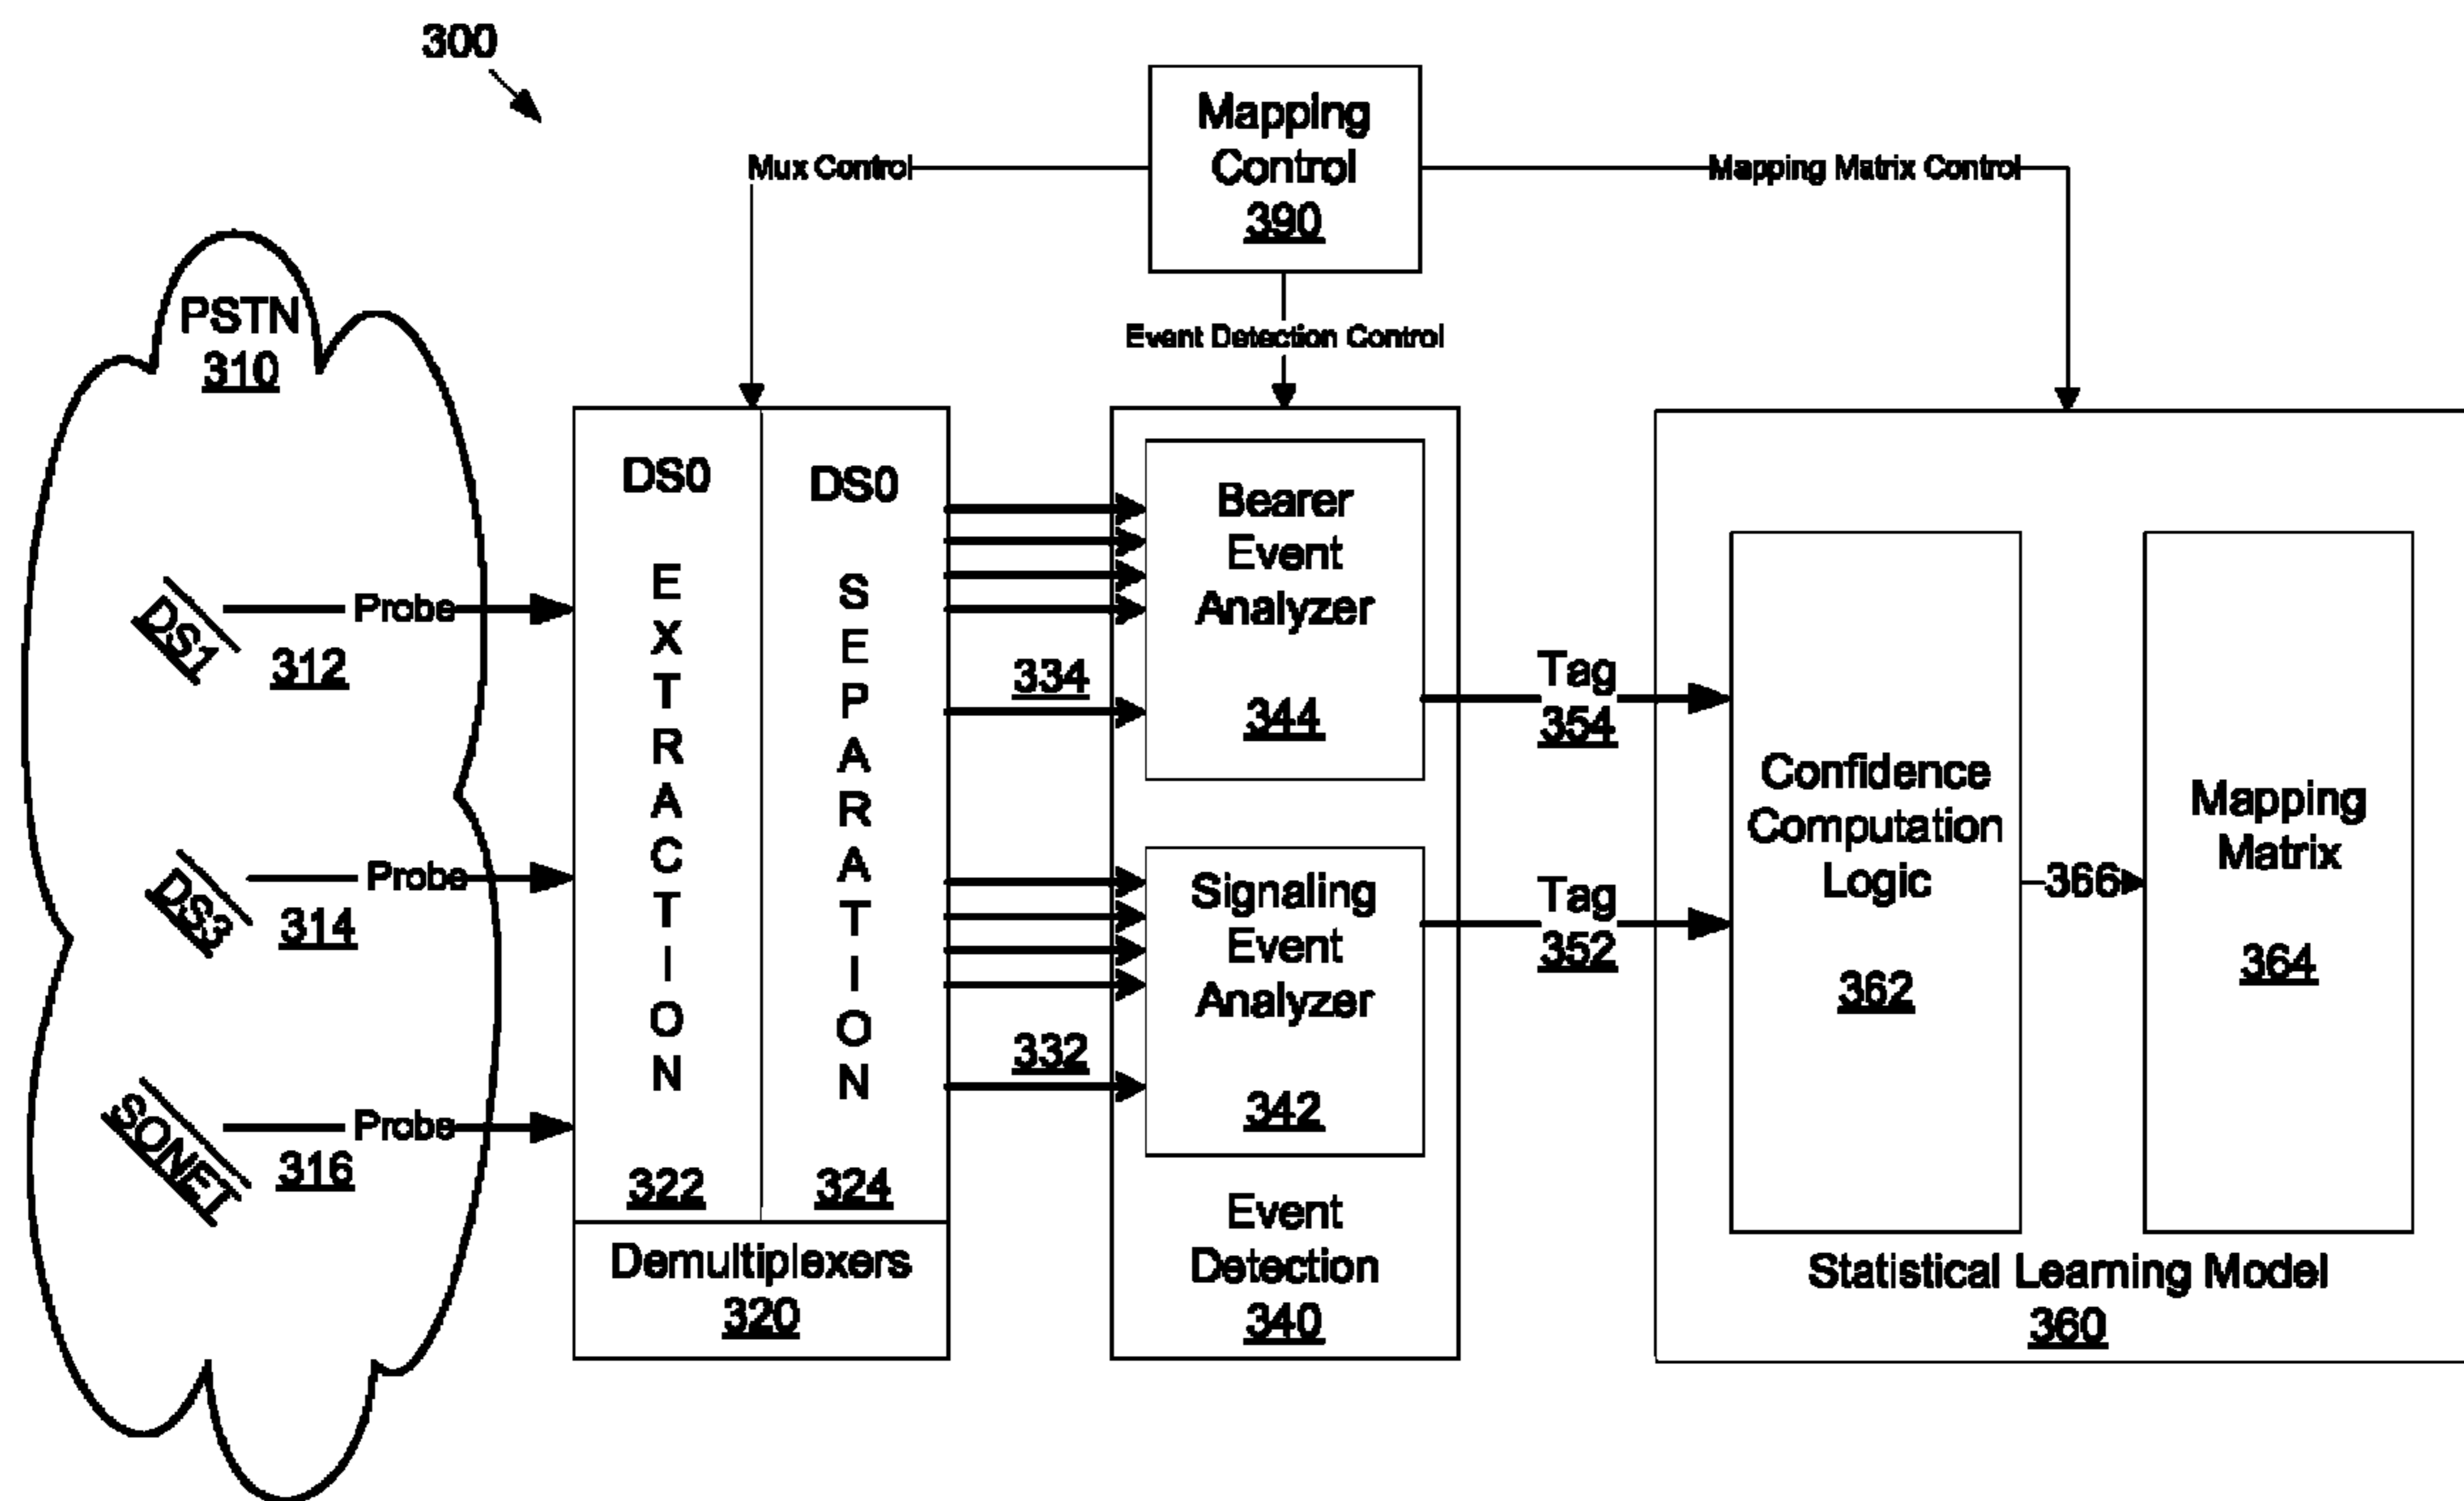 300
Mapping
Control
390
Mux Control
Mapping Matrix Control
Event Detection Control
PSTN
310
DS1
Probe
312
DS3
Probe
314
SONET
Probe
316
DS0
EXTRACTION
322
DS0
SEPARATION
324
Demultiplexers
320
334
332
Bearer
Event
Analyzer
344
Signaling
Event
Analyzer
342
Event
Detection
340
Tag
354
Tag
352
Confidence
Computation
Logic
362
366
Mapping
Matrix
364
Statistical Learning Model
360